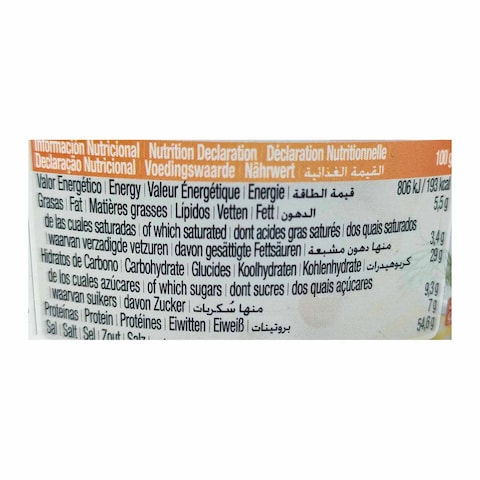 Información Nutricional | Nutrition Declaration | Déclaration Nutritionnelle
Declaração Nutricional | Voedingswaarde | Nährwert | القيمة الغذائية 100 g
Valor Energético | Energy | Valeur Énergétique | Energie | قيمة الطاقة 806 kJ / 193 kcal
Grasas | Fat | Matières grasses | Lípidos | Vetten | Fett | الدهون 5,5 g
de las cuales saturadas | of which saturated | dont acides gras saturés | dos quais saturados
waarvan verzadigde vetzuren | davon gesättigte Fettsäuren | منها دهون مشبعة 3,4 g
Hidratos de Carbono | Carbohydrate | Glucides | Koolhydraten | Kohlenhydrate | كربوهيدرات 29 g
de los cuales azúcares | of which sugars | dont sucres | dos quais açúcares
waarvan suikers | davon Zucker | منها سُكريات 9,3 g
Proteínas | Protein | Protéines | Eiwitten | Eiweiß | بروتينات 7 g
Sal | Salt | Sel | Zout | Salz 54,6 g